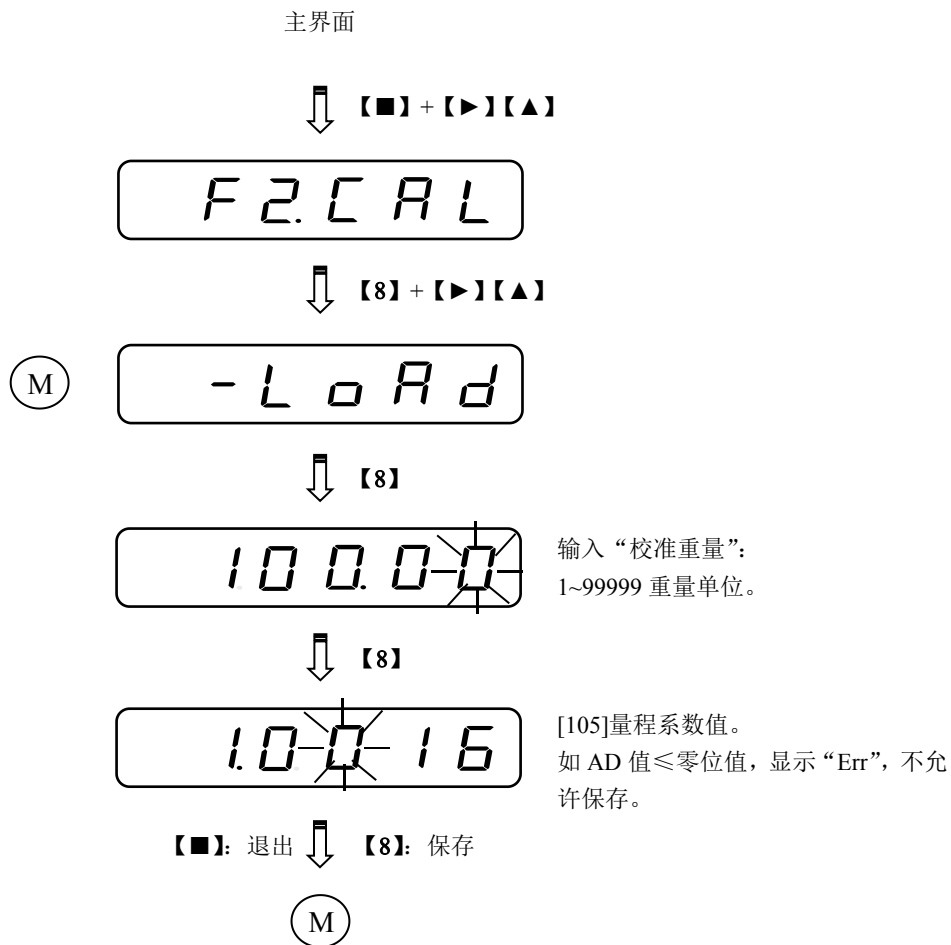 主界面
【■】+【►】【▲】
F2.CAL
【8】+【►】【▲】
M
-LoAd
【8】
100.00
输入“校准重量”:
1~99999 重量单位。
【8】
1.0016
[105]量程系数值。
如 AD 值≤零位值，显示“Err”，不允
许保存。
【■】：退出 【8】：保存
M